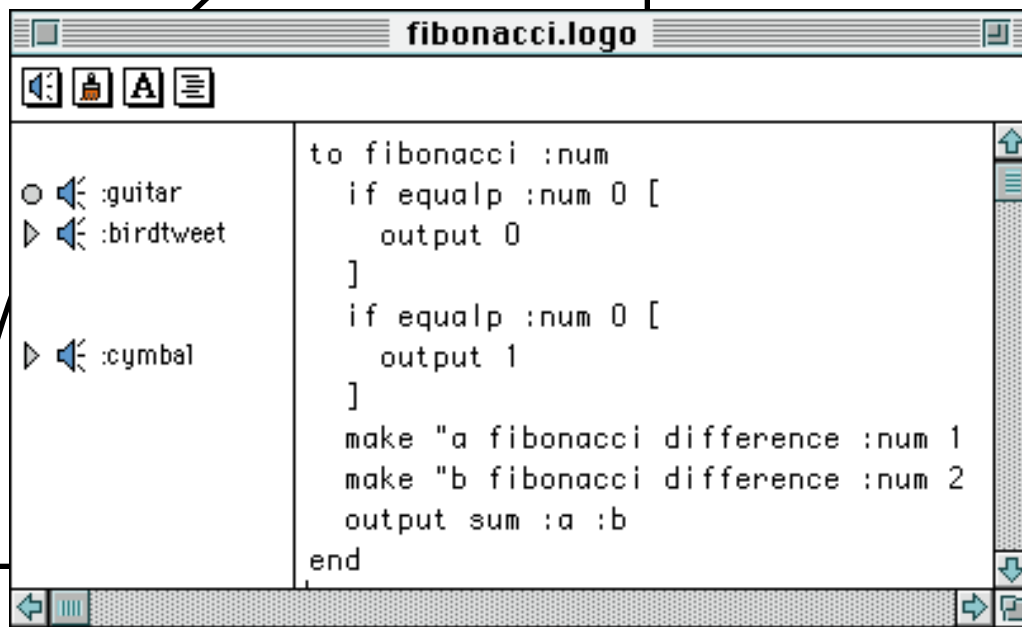 fibonacci.logo
A
:guitar
:birdtweet
:cymbal
to fibonacci :num
  if equalp :num 0 [
    output 0
  ]
  if equalp :num 0 [
    output 1
  ]
  make "a fibonacci difference :num 1
  make "b fibonacci difference :num 2
  output sum :a :b
end